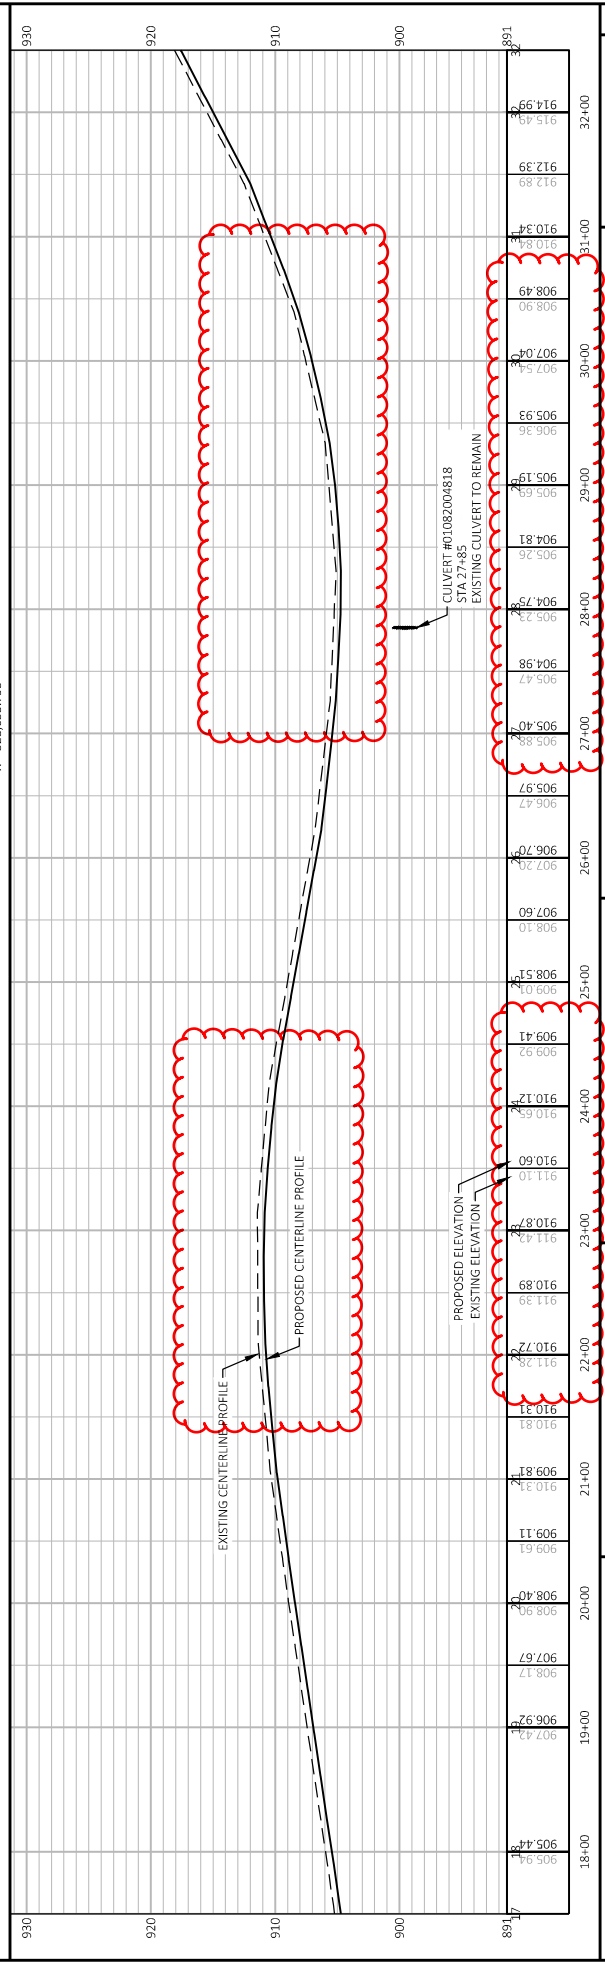 930
930
920
920
EXISTING CENTERLINE PROFILE
910
910
PROPOSED CENTERLINE PROFILE
900
900
CULVERT #01082004818
STA 27+85
EXISTING CULVERT TO REMAIN
PROPOSED ELEVATION
EXISTING ELEVATION
891
891
17 18 19 20 21 22 23 24 25 26 27 28 29 30 31 32 32
905.44 906.92 907.67 908.40 909.11 909.81 910.31 910.72 910.89 910.87 910.60 910.12 909.41 908.51 907.60 906.70 905.97 905.40 904.98 904.75 904.81 905.19 905.93 907.04 908.49 910.34 912.39 914.99
905.94 907.42 908.17 908.90 909.61 910.31 910.81 911.28 911.39 911.42 911.10 910.65 909.92 909.01 908.10 907.20 906.47 905.88 905.47 905.23 905.26 905.69 906.36 907.54 908.90 910.84 912.89 915.49
18+00 19+00 20+00 21+00 22+00 23+00 24+00 25+00 26+00 27+00 28+00 29+00 30+00 31+00 32+00